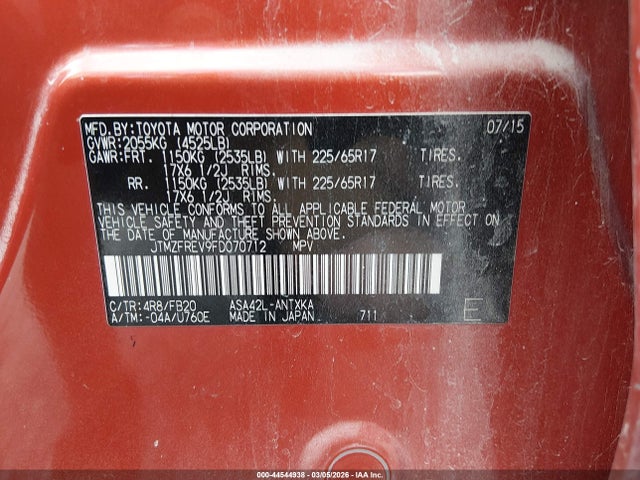 MFD.BY:TOYOTA MOTOR CORPORATION 07/15
GVWR:2055KG (4525LB)
GAWR:FRT. 1150KG (2535LB) WITH 225/65R17 TIRES.
17X6 1/2J RIMS.
RR. 1150KG (2535LB) WITH 225/65R17 TIRES.
17X6 1/2J RIMS.
THIS VEHICLE CONFORMS TO ALL APPLICABLE FEDERAL MOTOR
VEHICLE SAFETY AND THEFT PREVENTION STANDARDS IN EFFECT ON
THE DATE OF MANUFACTURE SHOWN ABOVE.
JTMZFREV9FD070712 MPV
C/TR:4R8/FB20 ASA42L-ANTXKA
A/TM:-04A/U760E MADE IN JAPAN 711 E
000-44544938 - 03/05/2026 - IAA, Inc.